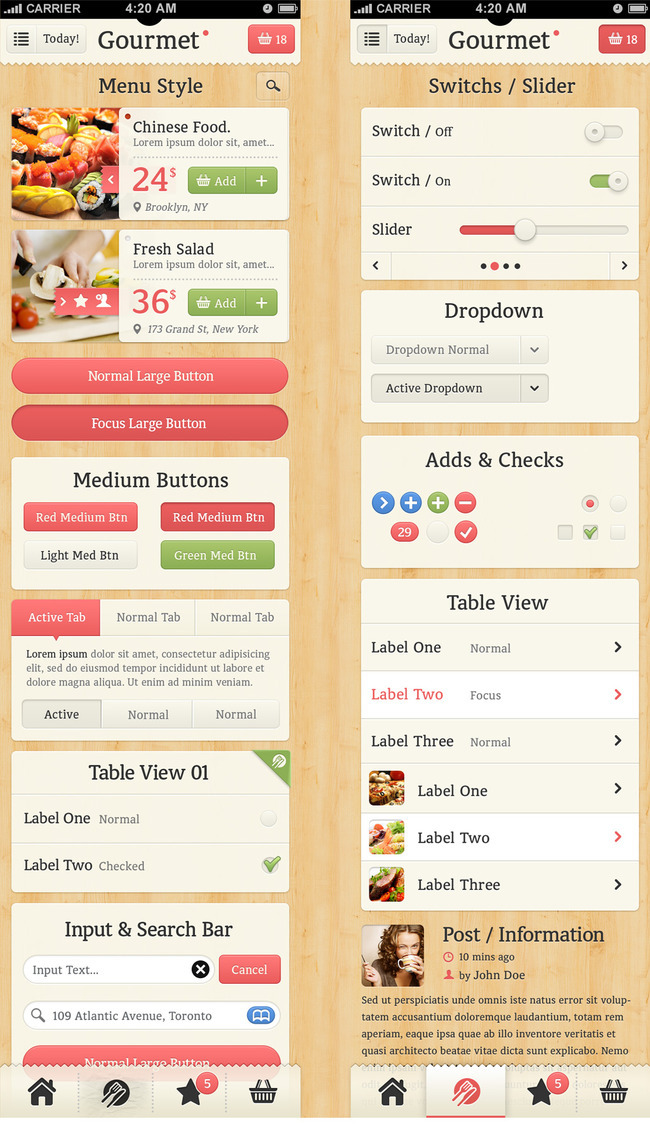 CARRIER 4:20 AM
Today! Gourmet 18
Menu Style
Chinese Food.
Lorem ipsum dolor sit, amet...
24$ Add +
Brooklyn, NY
Fresh Salad
Lorem ipsum dolor sit, amet...
36$ Add +
173 Grand St, New York
Normal Large Button
Focus Large Button
Medium Buttons
Red Medium Btn Red Medium Btn
Light Med Btn Green Med Btn
Active Tab Normal Tab Normal Tab
Lorem ipsum dolor sit amet, consectetur adipisicing
elit, sed do eiusmod tempor incididunt ut labore et
dolore magna aliqua. Ut enim ad minim veniam.
Active Normal Normal
Table View 01
Label One Normal
Label Two Checked
Input & Search Bar
Input Text... Cancel
109 Atlantic Avenue, Toronto
Normal Large Button
5
CARRIER 4:20 AM
Today! Gourmet 18
Switchs / Slider
Switch / Off
Switch / On
Slider
Dropdown
Dropdown Normal
Active Dropdown
Adds & Checks
29
Table View
Label One Normal
Label Two Focus
Label Three Normal
Label One
Label Two
Label Three
Post / Information
10 mins ago
by John Doe
Sed ut perspiciatis unde omnis iste natus error sit volup-
tatem accusantium doloremque laudantium, totam rem
aperiam, eaque ipsa quae ab illo inventore veritatis et
quasi architecto beatae vitae dicta sunt explicabo. Nemo
5